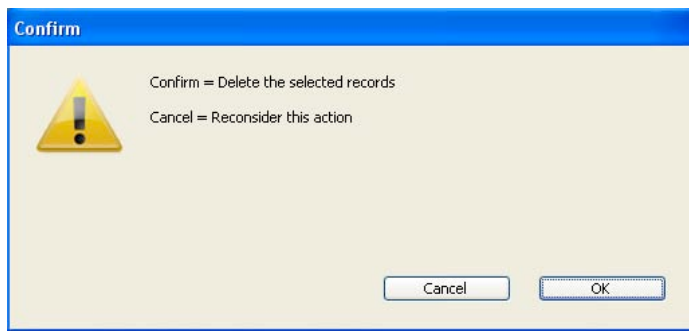 Confirm
Confirm = Delete the selected records
Cancel = Reconsider this action
Cancel OK